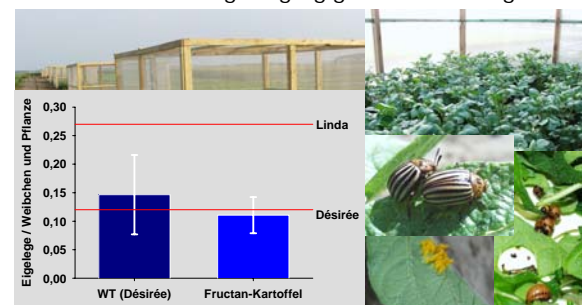 0,30
0,25
0,20
0,15
0,10
0,05
0,00
Eigelege / Weibchen und Pflanze
Linda
Désirée
WT (Désirée)
Fructan-Kartoffel